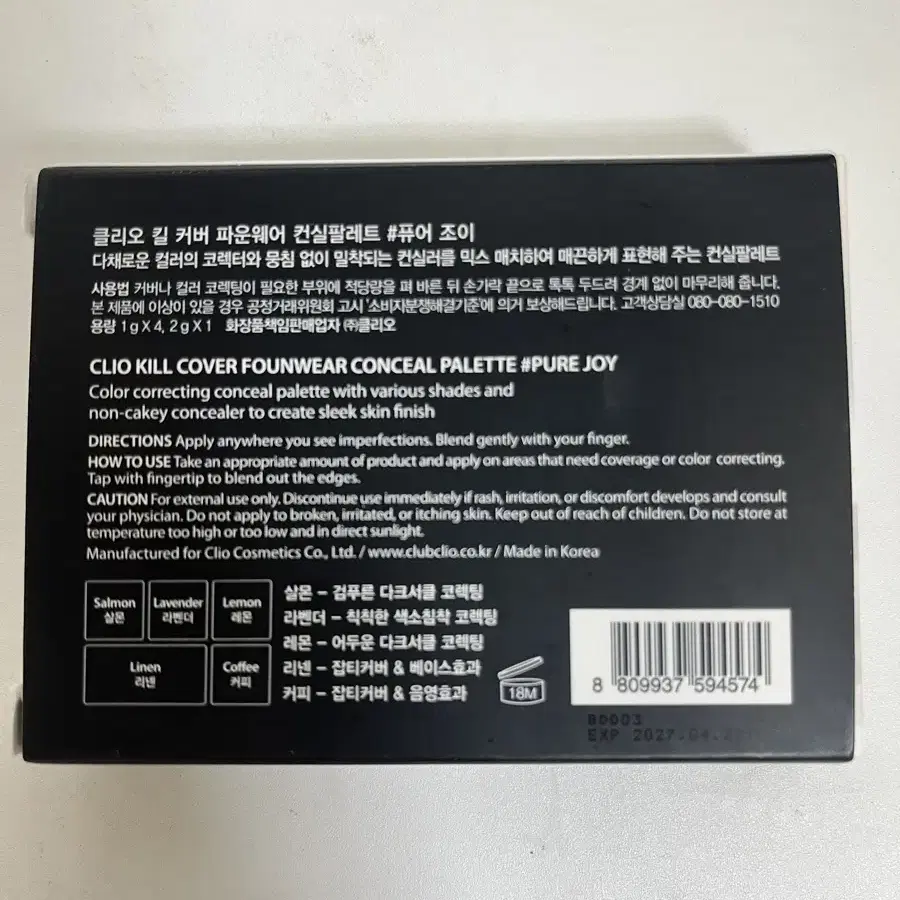 클리오 킬 커버 파운웨어 컨실팔레트 #퓨어 조이
다채로운 컬러의 코렉터와 뭉침 없이 밀착되는 컨실러를 믹스 매치하여 매끈하게 표현해 주는 컨실팔레트
사용법 커버나 컬러 코렉팅이 필요한 부위에 적당량을 펴 바른 뒤 손가락 끝으로 톡톡 두드려 경계 없이 마무리해 줍니다.
본 제품에 이상이 있을 경우 공정거래위원회 고시 '소비자분쟁해결기준'에 의거 보상해드립니다. 고객상담실 080-080-1510
용량 1g X 4, 2g X 1 화장품책임판매업자 ㈜클리오
CLIO KILL COVER FOUNWEAR CONCEAL PALETTE #PURE JOY
Color correcting conceal palette with various shades and
non-cakey concealer to create sleek skin finish
DIRECTIONS Apply anywhere you see imperfections. Blend gently with your finger.
HOW TO USE Take an appropriate amount of product and apply on areas that need coverage or color correcting.
Tap with fingertip to blend out the edges.
CAUTION For external use only. Discontinue use immediately if rash, irritation, or discomfort develops and consult
your physician. Do not apply to broken, irritated, or itching skin. Keep out of reach of children. Do not store at
temperature too high or too low and in direct sunlight.
Manufactured for Clio Cosmetics Co., Ltd. / www.clubclio.co.kr / Made in Korea
Salmon Lavender Lemon
살몬 라벤더 레몬
Linen Coffee
리넨 커피
살몬 - 검푸른 다크서클 코렉팅
라벤더 - 칙칙한 색소침착 코렉팅
레몬 - 어두운 다크서클 코렉팅
리넨 - 잡티커버 & 베이스효과
커피 - 잡티커버 & 음영효과
18M
8 809937 594574
BD003
EXP 2027.04.